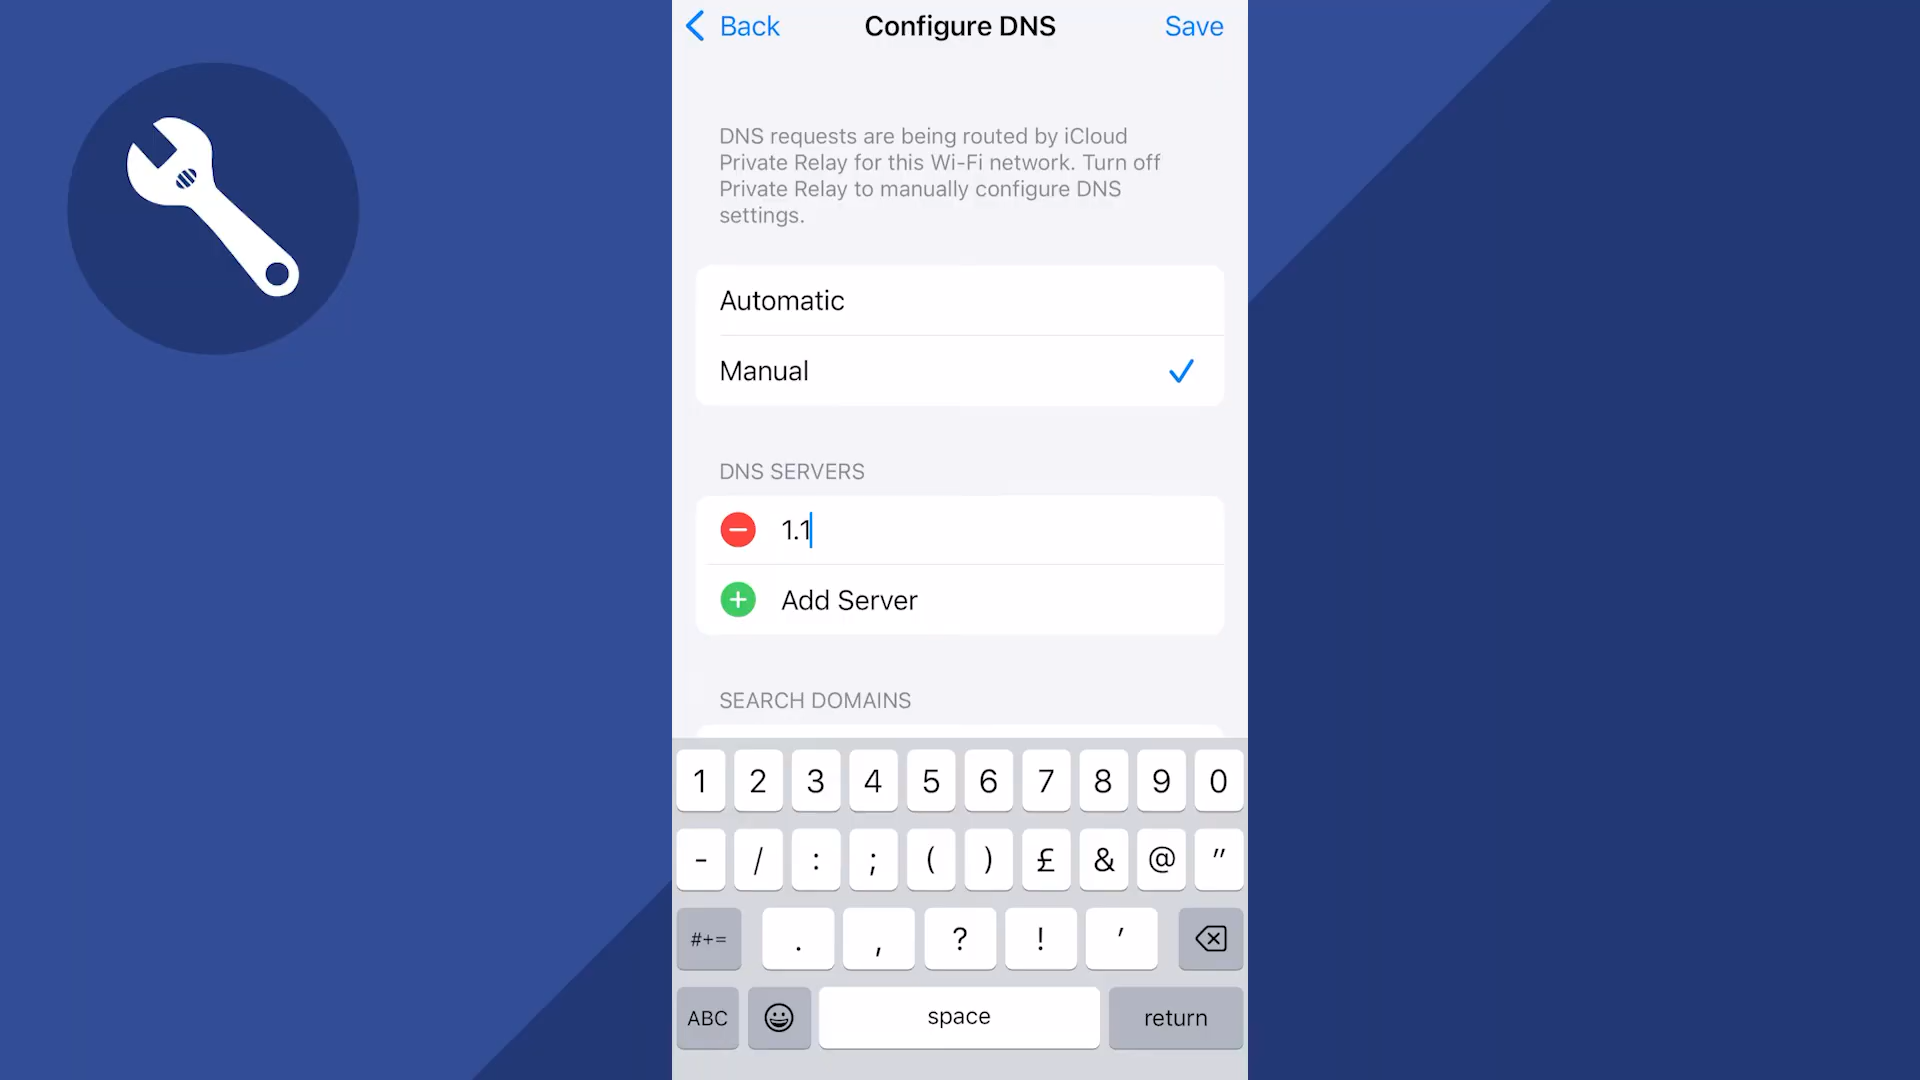 Back Configure DNS Save
DNS requests are being routed by iCloud
Private Relay for this Wi-Fi network. Turn off
Private Relay to manually configure DNS
settings.
Automatic
Manual
DNS SERVERS
1.1
Add Server
SEARCH DOMAINS
1 2 3 4 5 6 7 8 9 0
- / : ; ( ) £ & @ "
#+= . , ? ! '
ABC space return